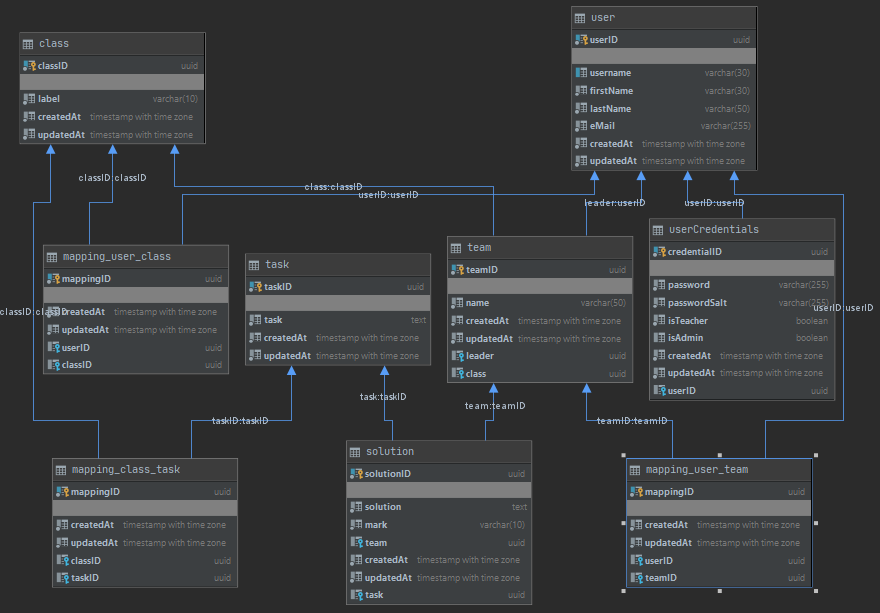 class
classID uuid
label varchar(10)
createdAt timestamp with time zone
updatedAt timestamp with time zone
user
userID uuid
username varchar(30)
firstName varchar(30)
lastName varchar(50)
eMail varchar(255)
createdAt timestamp with time zone
updatedAt timestamp with time zone
classID:classID
class:classID
userID:userID
leader:userID
userID:userID
mapping_user_class
mappingID uuid
createdAt timestamp with time zone
updatedAt timestamp with time zone
userID uuid
classID uuid
classID:classID
task
taskID uuid
task text
createdAt timestamp with time zone
updatedAt timestamp with time zone
team
teamID uuid
name varchar(50)
createdAt timestamp with time zone
updatedAt timestamp with time zone
leader uuid
class uuid
userCredentials
credentialID uuid
password varchar(255)
passwordSalt varchar(255)
isTeacher boolean
isAdmin boolean
createdAt timestamp with time zone
updatedAt timestamp with time zone
userID uuid
userID:userID
taskID:taskID
task:taskID
team:teamID
teamID:teamID
mapping_class_task
mappingID uuid
createdAt timestamp with time zone
updatedAt timestamp with time zone
classID uuid
taskID uuid
solution
solutionID uuid
solution text
mark varchar(10)
team uuid
createdAt timestamp with time zone
updatedAt timestamp with time zone
task uuid
mapping_user_team
mappingID uuid
createdAt timestamp with time zone
updatedAt timestamp with time zone
userID uuid
teamID uuid